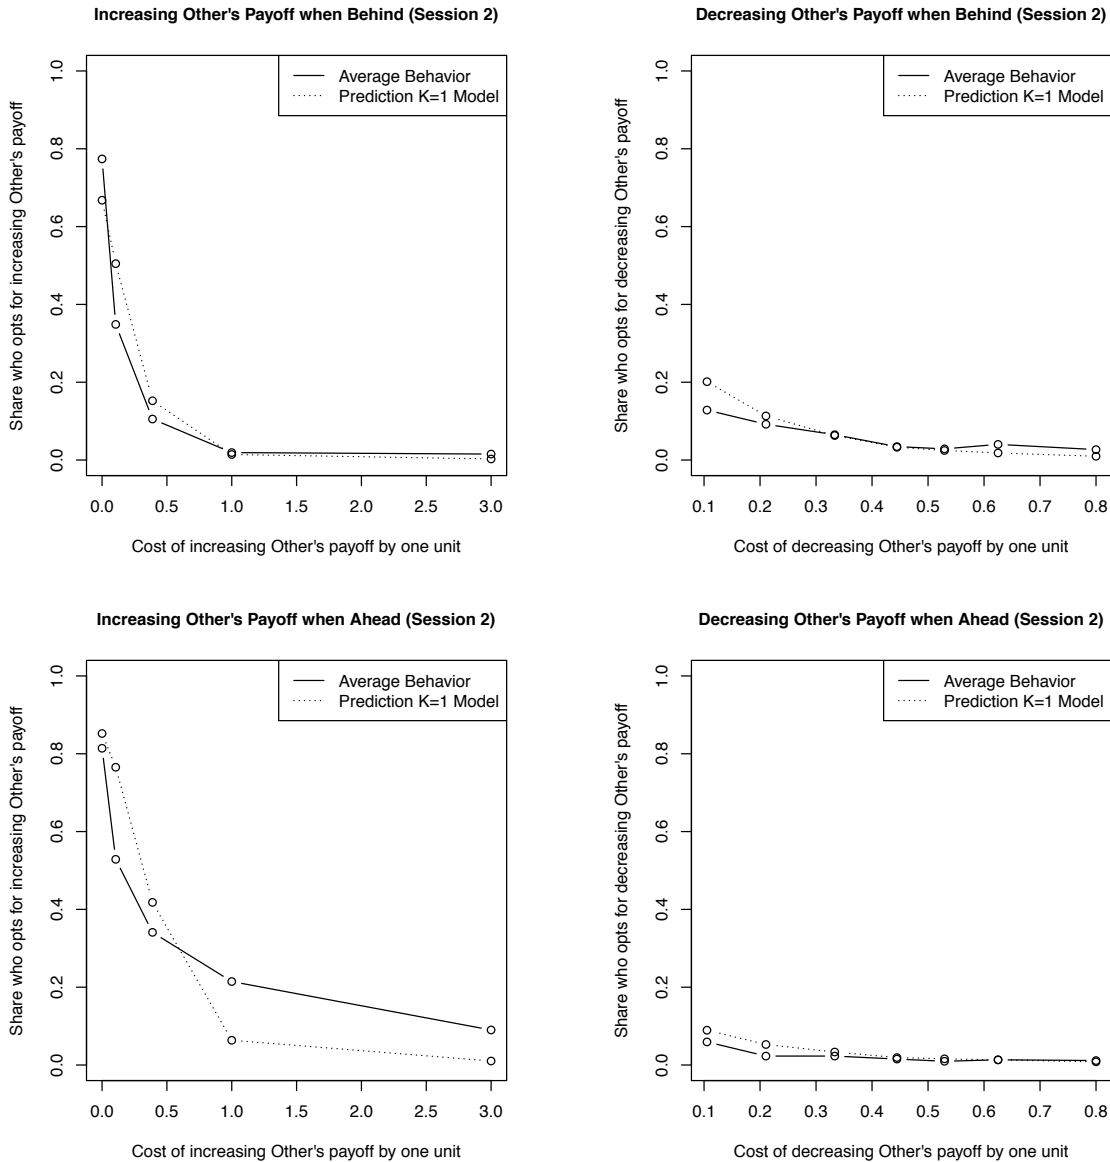 Increasing Other's Payoff when Behind (Session 2)
Share who opts for increasing Other's payoff
1.0
0.8
0.6
0.4
0.2
0.0
Average Behavior
Prediction K=1 Model
0.0 0.5 1.0 1.5 2.0 2.5 3.0
Cost of increasing Other's payoff by one unit
Decreasing Other's Payoff when Behind (Session 2)
Share who opts for decreasing Other's payoff
1.0
0.8
0.6
0.4
0.2
0.0
Average Behavior
Prediction K=1 Model
0.1 0.2 0.3 0.4 0.5 0.6 0.7 0.8
Cost of decreasing Other's payoff by one unit
Increasing Other's Payoff when Ahead (Session 2)
Share who opts for increasing Other's payoff
1.0
0.8
0.6
0.4
0.2
0.0
Average Behavior
Prediction K=1 Model
0.0 0.5 1.0 1.5 2.0 2.5 3.0
Cost of increasing Other's payoff by one unit
Decreasing Other's Payoff when Ahead (Session 2)
Share who opts for decreasing Other's payoff
1.0
0.8
0.6
0.4
0.2
0.0
Average Behavior
Prediction K=1 Model
0.1 0.2 0.3 0.4 0.5 0.6 0.7 0.8
Cost of decreasing Other's payoff by one unit